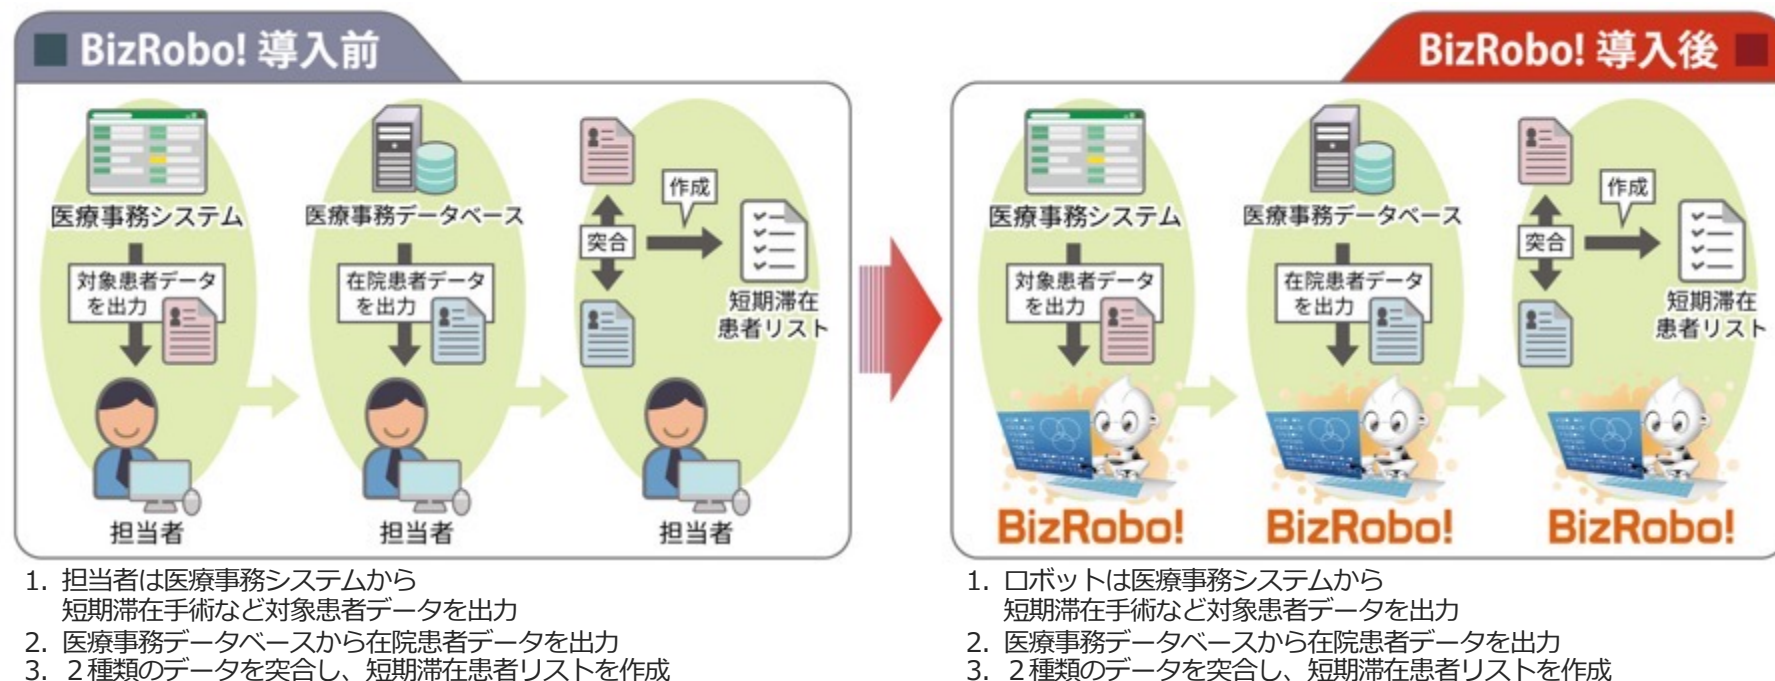 BizRobo! 導入前
医療事務システム
対象患者データ
を出力
担当者
医療事務データベース
在院患者データ
を出力
担当者
作成
突合
短期滞在
患者リスト
担当者
1. 担当者は医療事務システムから
短期滞在手術など対象患者データを出力
2. 医療事務データベースから在院患者データを出力
3. ２種類のデータを突合し、短期滞在患者リストを作成
BizRobo! 導入後
医療事務システム
対象患者データ
を出力
BizRobo!
医療事務データベース
在院患者データ
を出力
BizRobo!
作成
突合
短期滞在
患者リスト
BizRobo!
1. ロボットは医療事務システムから
短期滞在手術など対象患者データを出力
2. 医療事務データベースから在院患者データを出力
3. ２種類のデータを突合し、短期滞在患者リストを作成